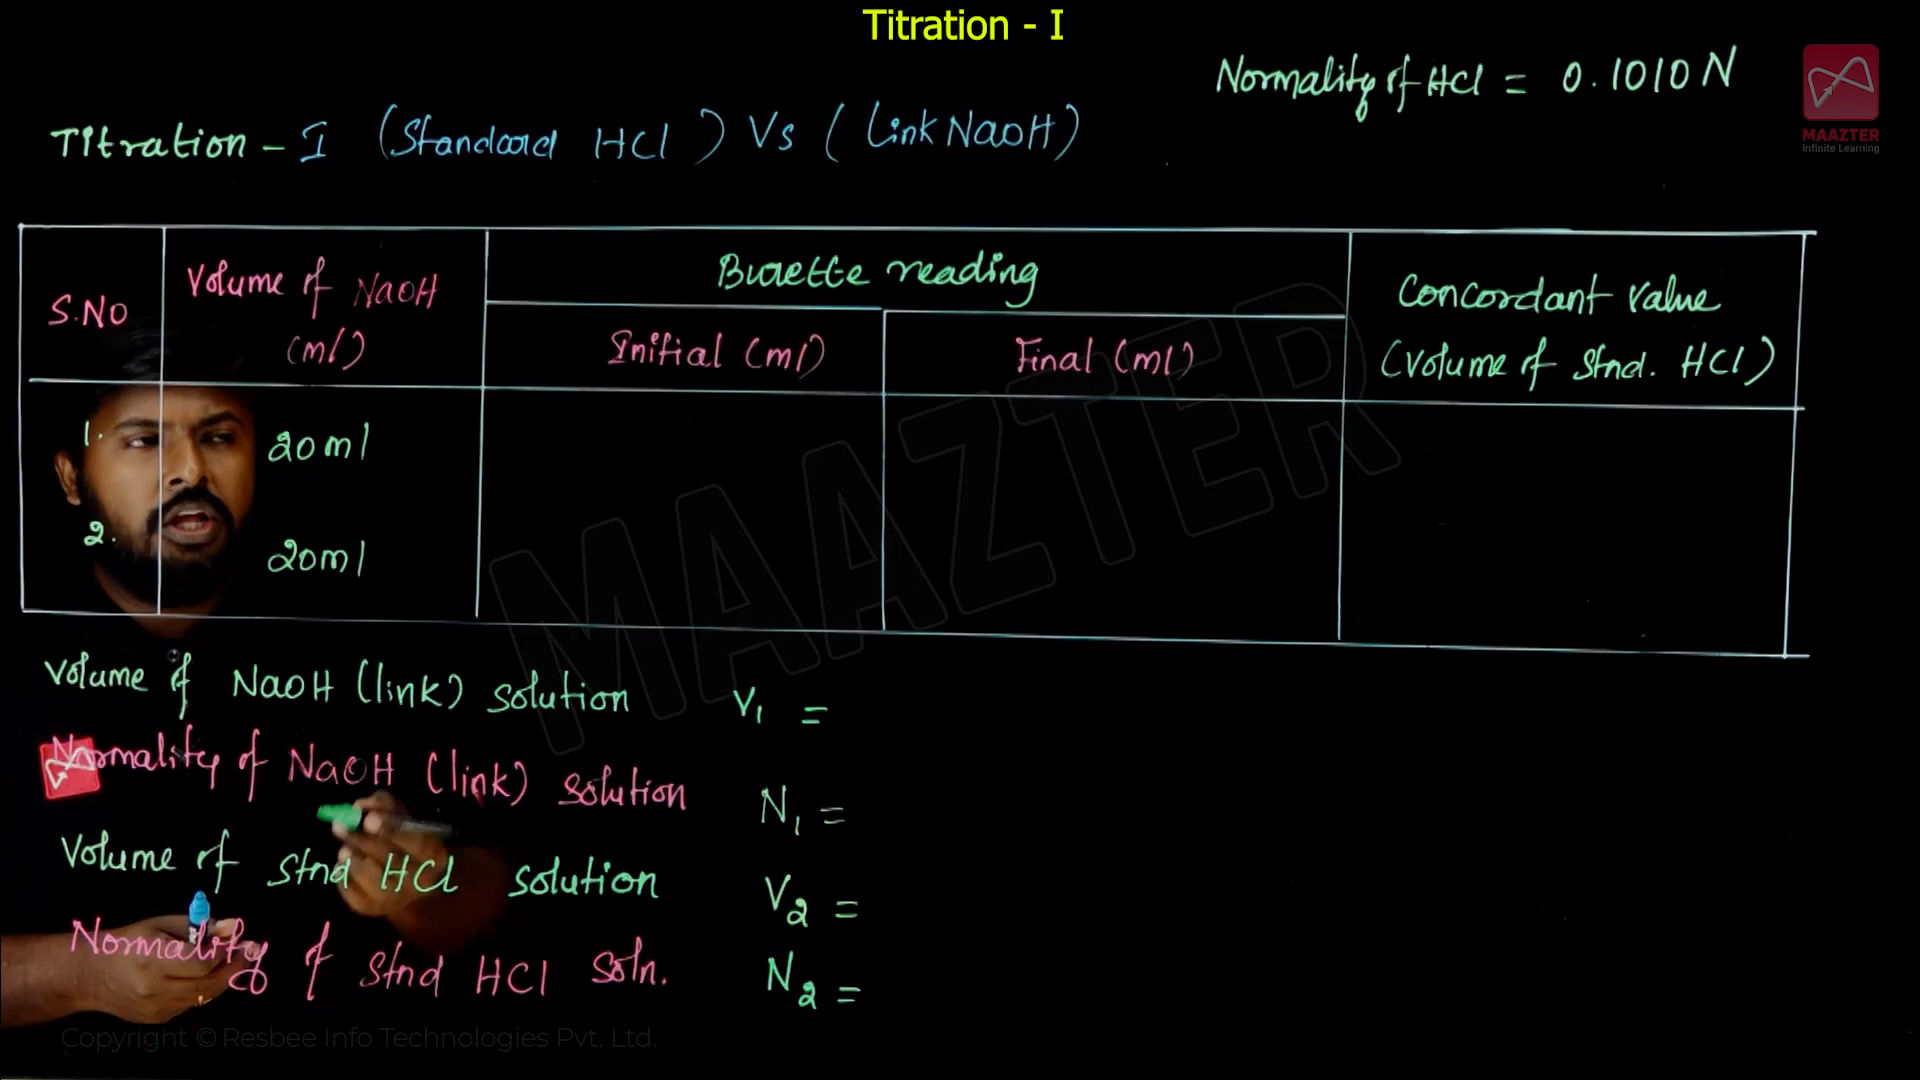 Titration - I
Normality of HCl = 0.1010 N
MAAZTER
Infinite Learning
Titration - I (Standard HCl) Vs (Link NaOH)
S.NO
Volume of NaOH
(ml)
Burette reading
Initial (ml)
Final (ml)
Concordant value
(Volume of Stnd. HCl)
1. 20ml
2. 20ml
MAAZTER
Volume of NaOH (link) solution V1 =
Normality of NaOH (link) solution N1 =
Volume of Stnd HCl solution V2 =
Normality of Stnd HCl soln. N2 =
Copyright © Resbee Info Technologies Pvt. Ltd.